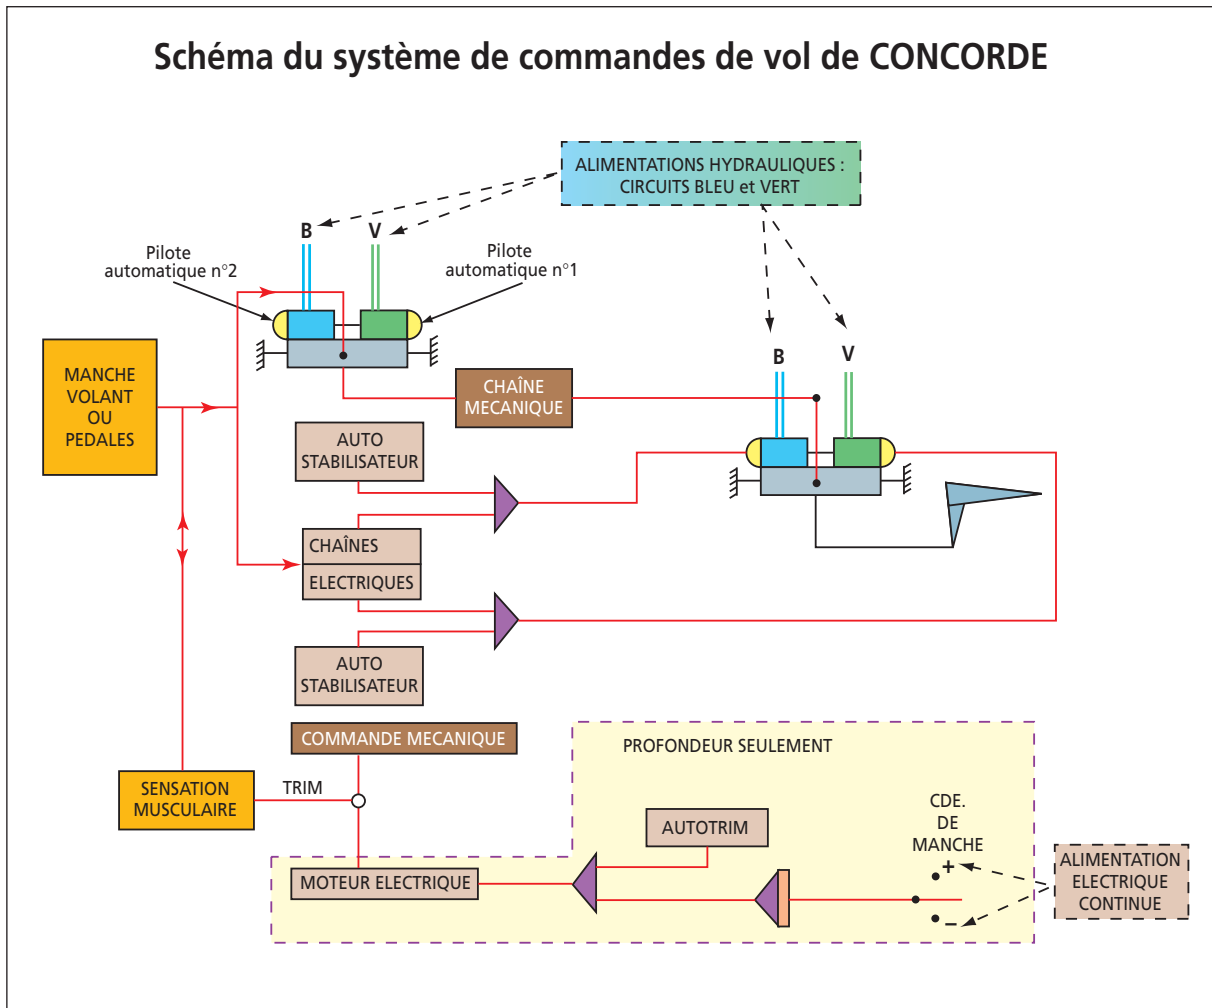 Schéma du système de commandes de vol de CONCORDE
ALIMENTATIONS HYDRAULIQUES :
CIRCUITS BLEU et VERT
B
V
Pilote
automatique n°2
Pilote
automatique n°1
MANCHE
VOLANT
OU
PEDALES
CHAÎNE
MECANIQUE
B
V
AUTO
STABILISATEUR
CHAÎNES
ELECTRIQUES
AUTO
STABILISATEUR
COMMANDE MECANIQUE
PROFONDEUR SEULEMENT
SENSATION
MUSCULAIRE
TRIM
AUTOTRIM
CDE.
DE
MANCHE
+
−
MOTEUR ELECTRIQUE
ALIMENTATION
ELECTRIQUE
CONTINUE